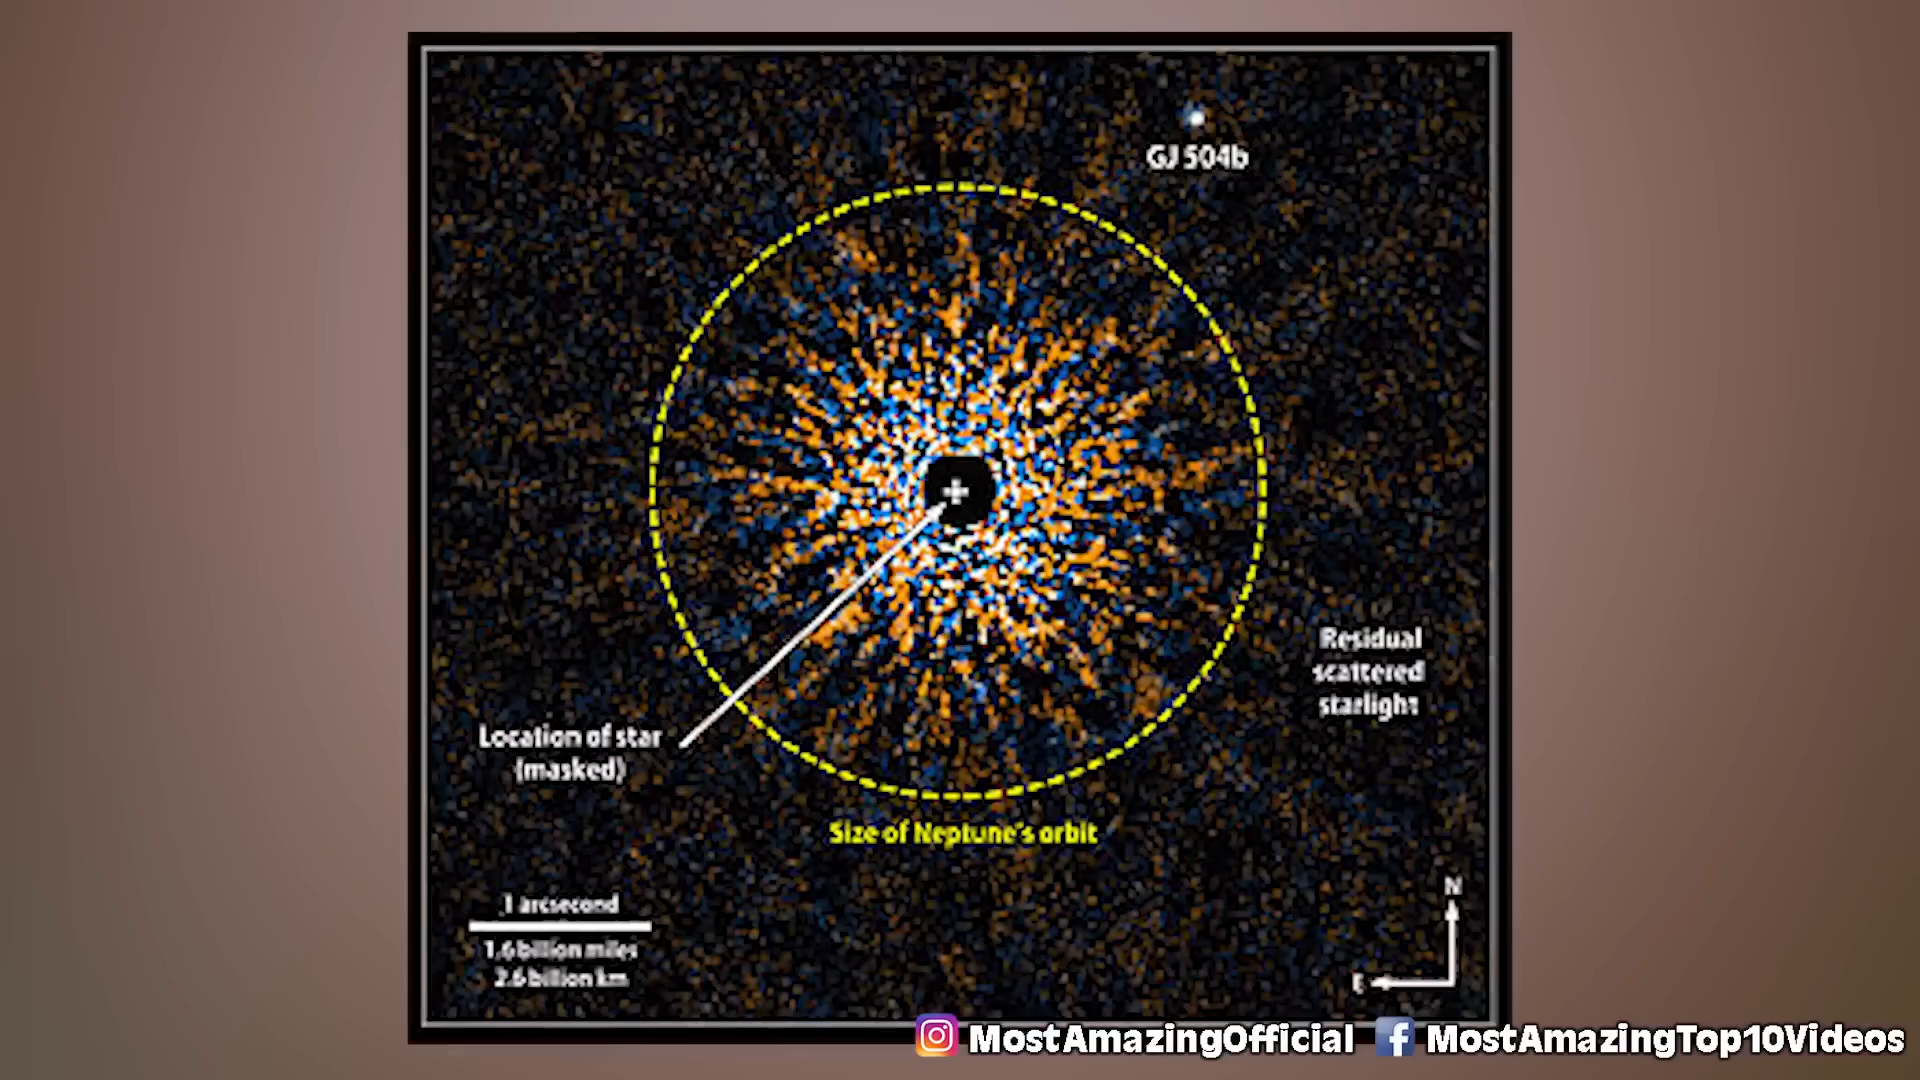 GJ 504b
Residual
scattered
starlight
Location of star
(masked)
Size of Neptune's orbit
1 arcsecond
1.6 billion miles
2.6 billion km
N
E
MostAmazingOfficial
MostAmazingTop10Videos